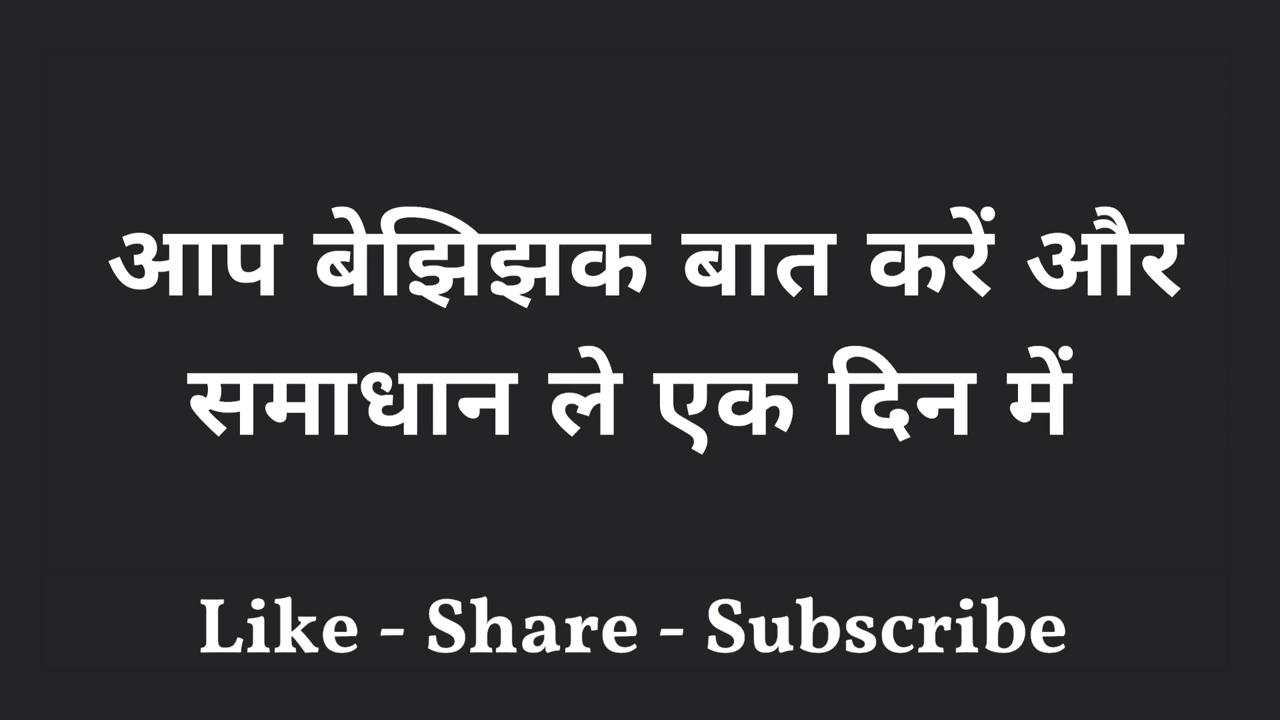 आप बेझिझक बात करें और
समाधान ले एक दिन में
Like - Share - Subscribe